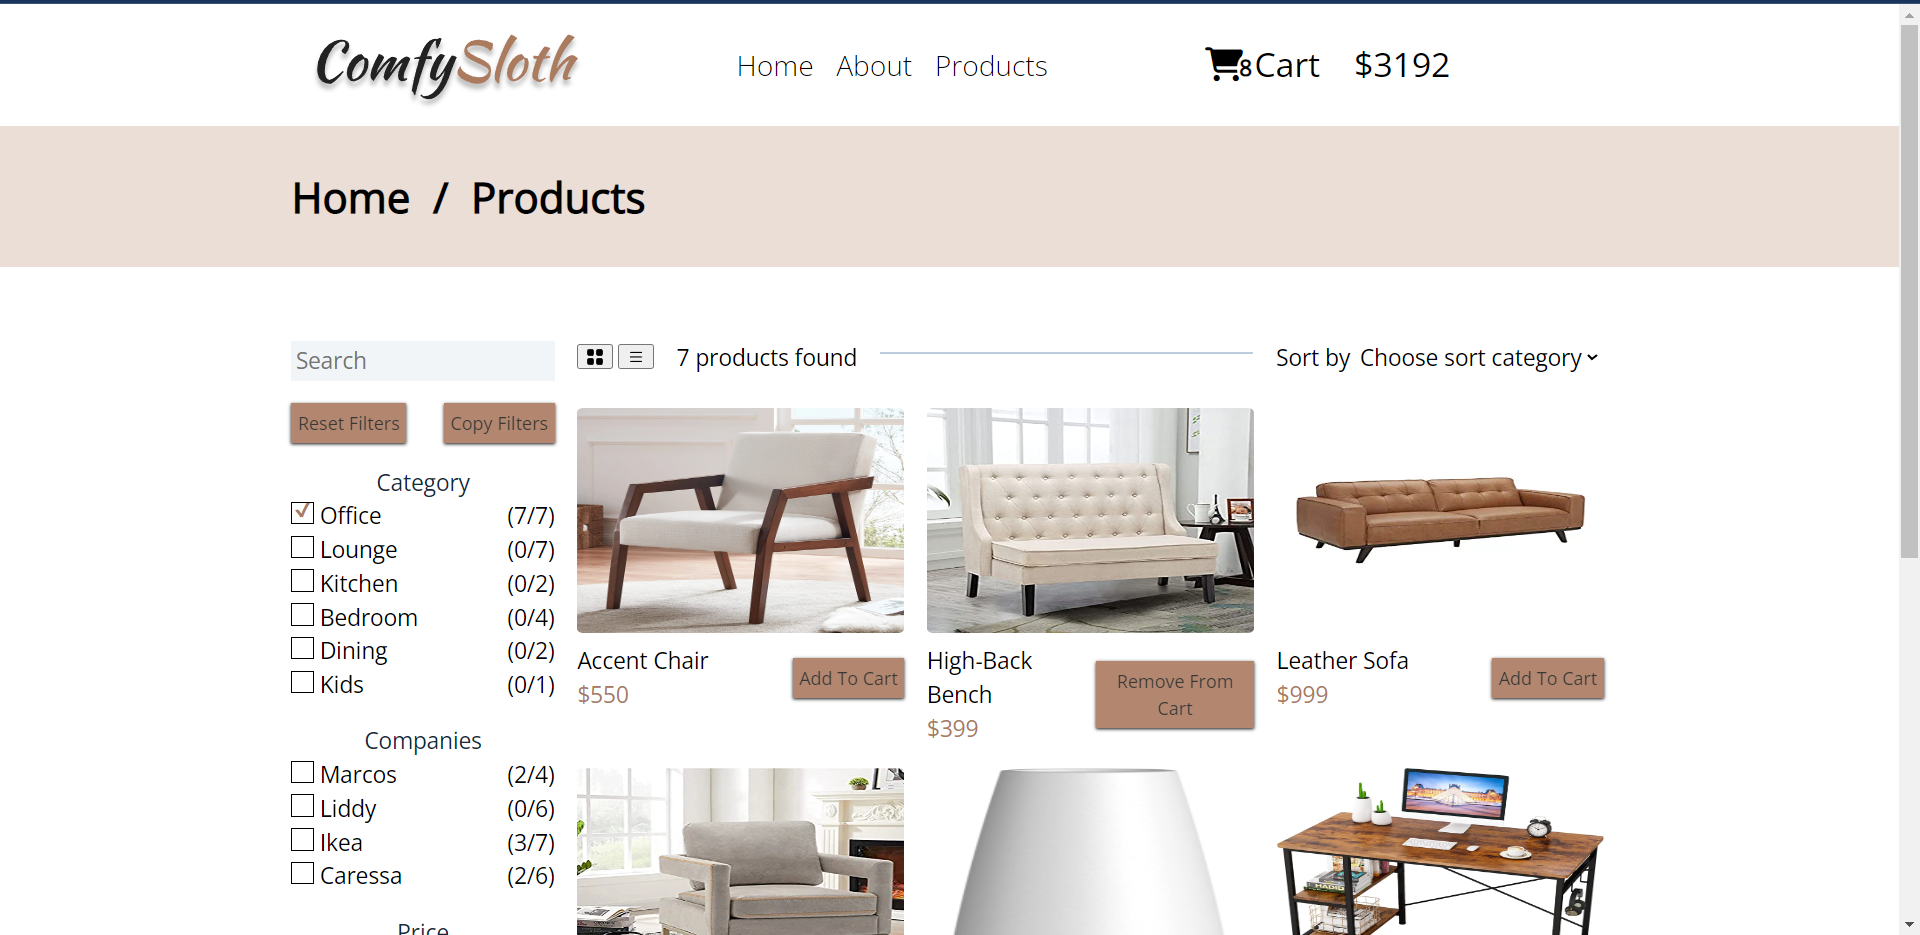 ComfySloth
Home About Products
8 Cart $3192
Home / Products
Search
Reset Filters Copy Filters
Category
Office (7/7)
Lounge (0/7)
Kitchen (0/2)
Bedroom (0/4)
Dining (0/2)
Kids (0/1)
Companies
Marcos (2/4)
Liddy (0/6)
Ikea (3/7)
Caressa (2/6)
Price
7 products found
Sort by Choose sort category
Accent Chair
$550
Add To Cart
High-Back
Bench
$399
Remove From
Cart
Leather Sofa
$999
Add To Cart